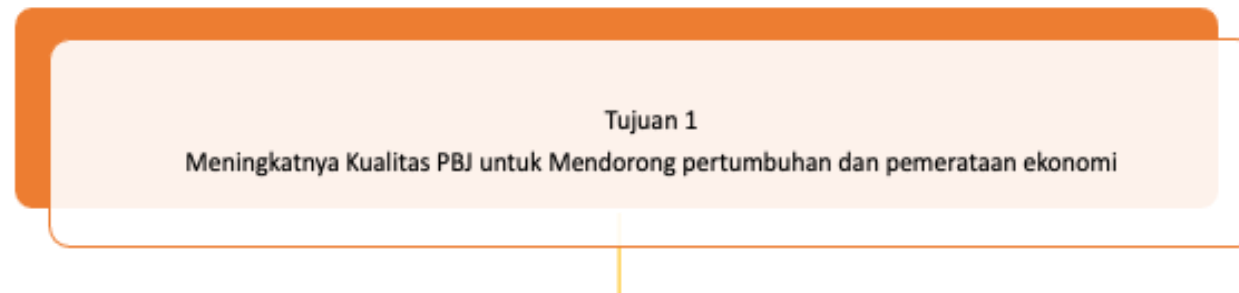 Tujuan 1
Meningkatnya Kualitas PBJ untuk Mendorong pertumbuhan dan pemerataan ekonomi